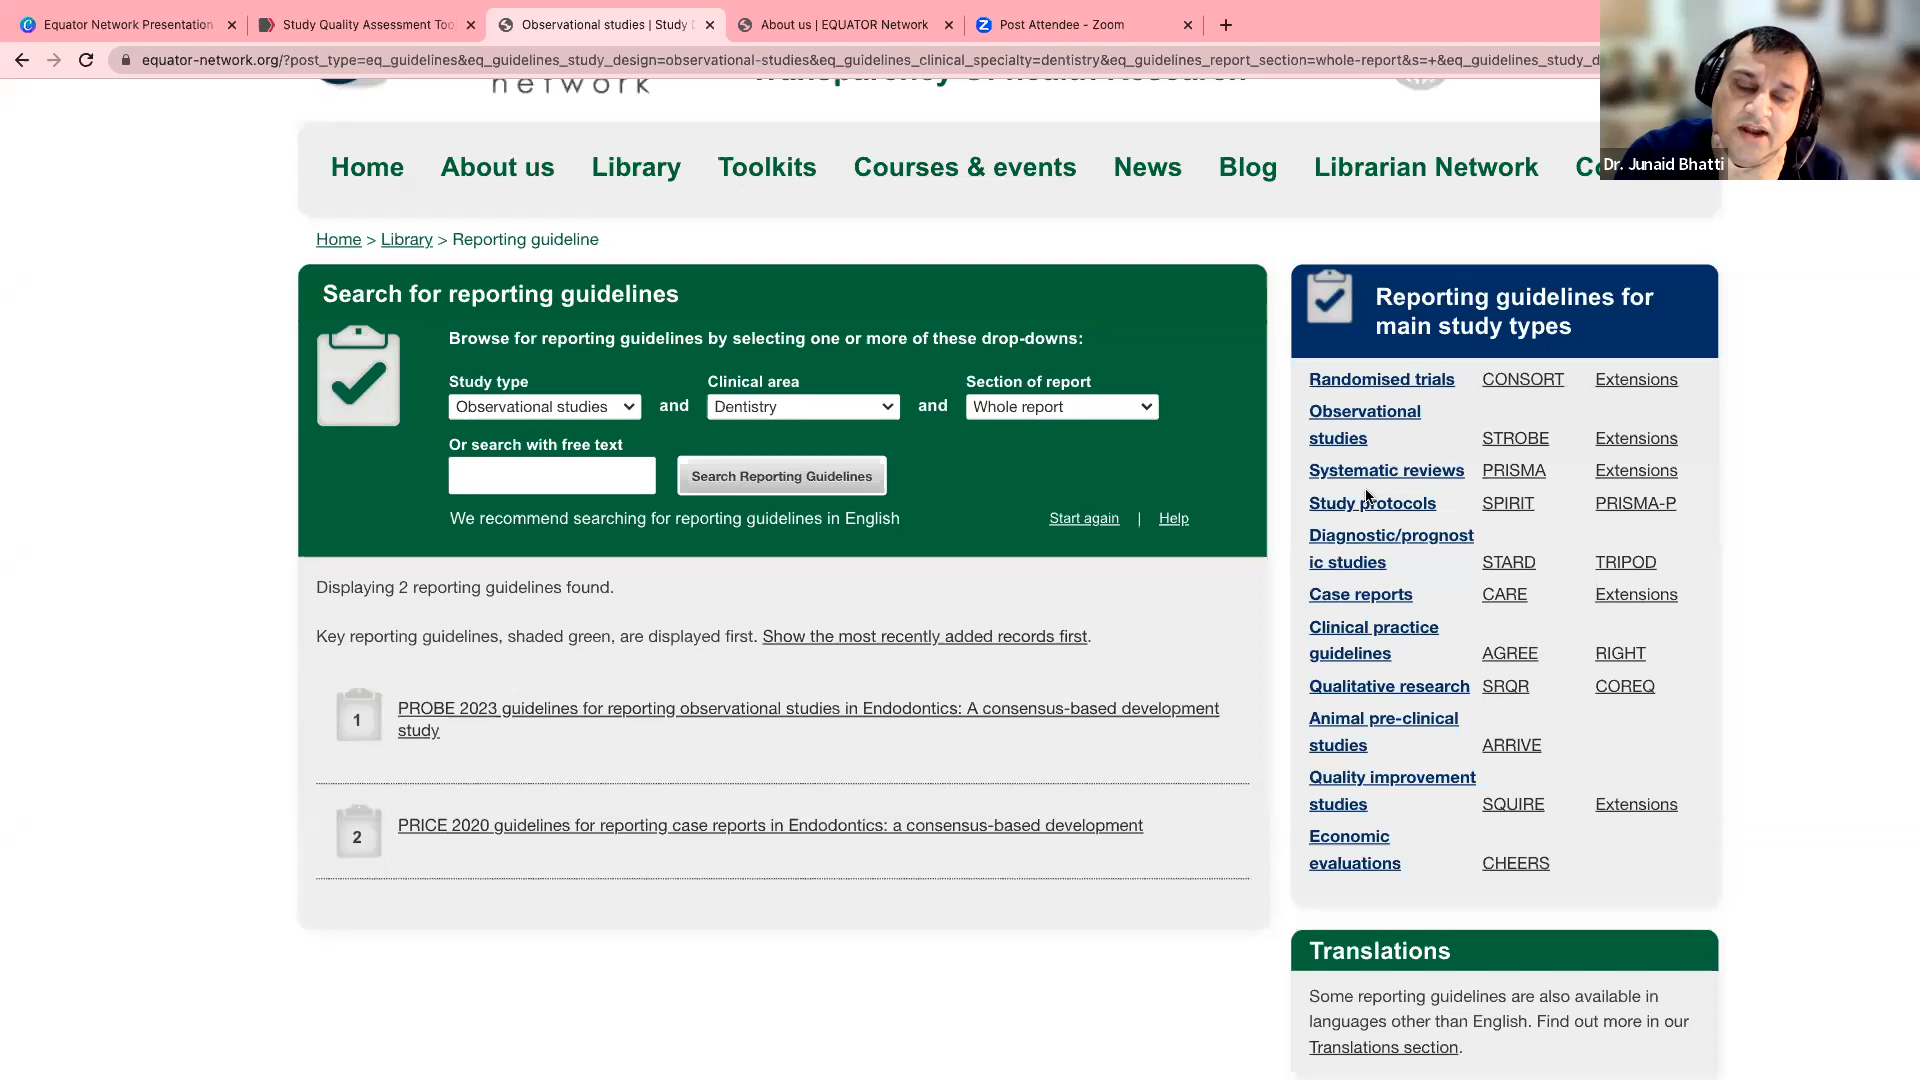 Equator Network Presentation
Study Quality Assessment Too
Observational studies | Study
About us | EQUATOR Network
Post Attendee - Zoom
equator-network.org/?post_type=eq_guidelines&eq_guidelines_study_design=observational-studies&eq_guidelines_clinical_specialty=dentistry&eq_guidelines_report_section=whole-report&s=+&eq_guidelines_study_d
network
Transparency Of health Research
Home
About us
Library
Toolkits
Courses & events
News
Blog
Librarian Network
Co
Dr. Junaid Bhatti
Home > Library > Reporting guideline
Search for reporting guidelines
Browse for reporting guidelines by selecting one or more of these drop-downs:
Study type
Clinical area
Section of report
Observational studies and Dentistry and Whole report
Or search with free text
Search Reporting Guidelines
We recommend searching for reporting guidelines in English
Start again | Help
Displaying 2 reporting guidelines found.
Key reporting guidelines, shaded green, are displayed first. Show the most recently added records first.
1
PROBE 2023 guidelines for reporting observational studies in Endodontics: A consensus-based development
study
2
PRICE 2020 guidelines for reporting case reports in Endodontics: a consensus-based development
Reporting guidelines for
main study types
Randomised trials CONSORT Extensions
Observational
studies STROBE Extensions
Systematic reviews PRISMA Extensions
Study protocols SPIRIT PRISMA-P
Diagnostic/prognost
ic studies STARD TRIPOD
Case reports CARE Extensions
Clinical practice
guidelines AGREE RIGHT
Qualitative research SRQR COREQ
Animal pre-clinical
studies ARRIVE
Quality improvement
studies SQUIRE Extensions
Economic
evaluations CHEERS
Translations
Some reporting guidelines are also available in
languages other than English. Find out more in our
Translations section.